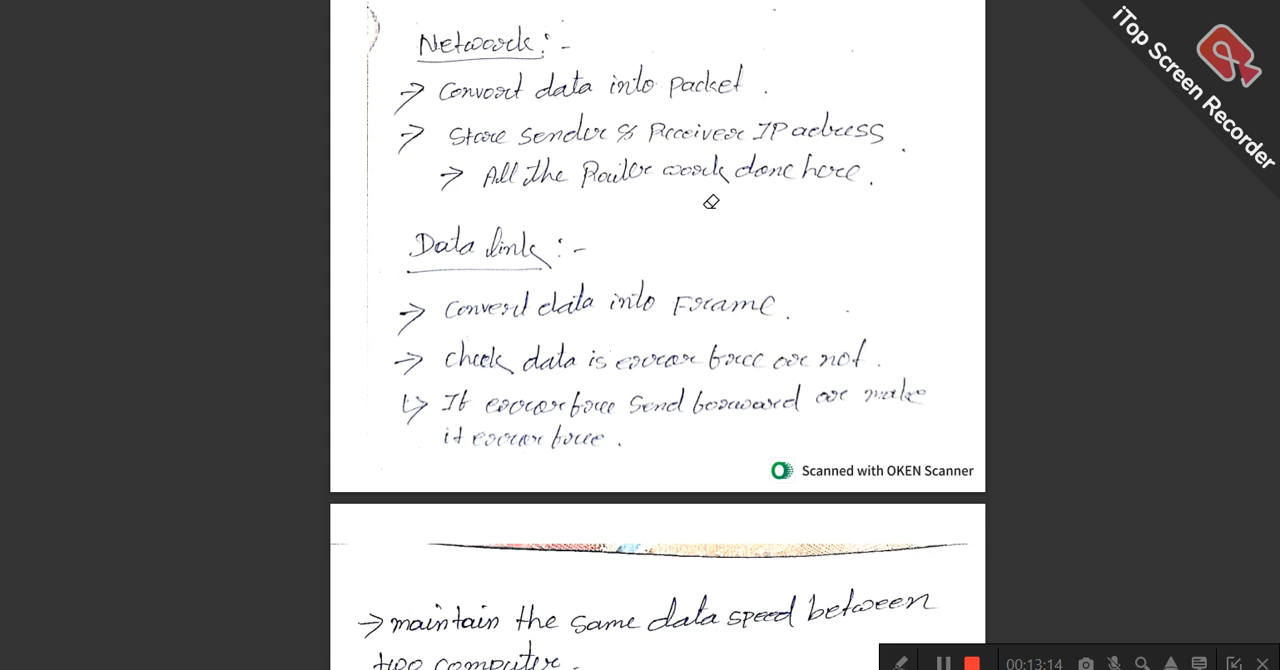 iTop Screen Recorder
Network :-
→ Convert data into packet .
→ Store sender & Receiver IP adress .
→ All the Router work done here .
Data link :-
→ Convert data into Frame .
→ check data is error free or not .
↳ If error free send forward or make
it error free .
Scanned with OKEN Scanner
→ maintain the same data speed between
two computer .
00:13:14